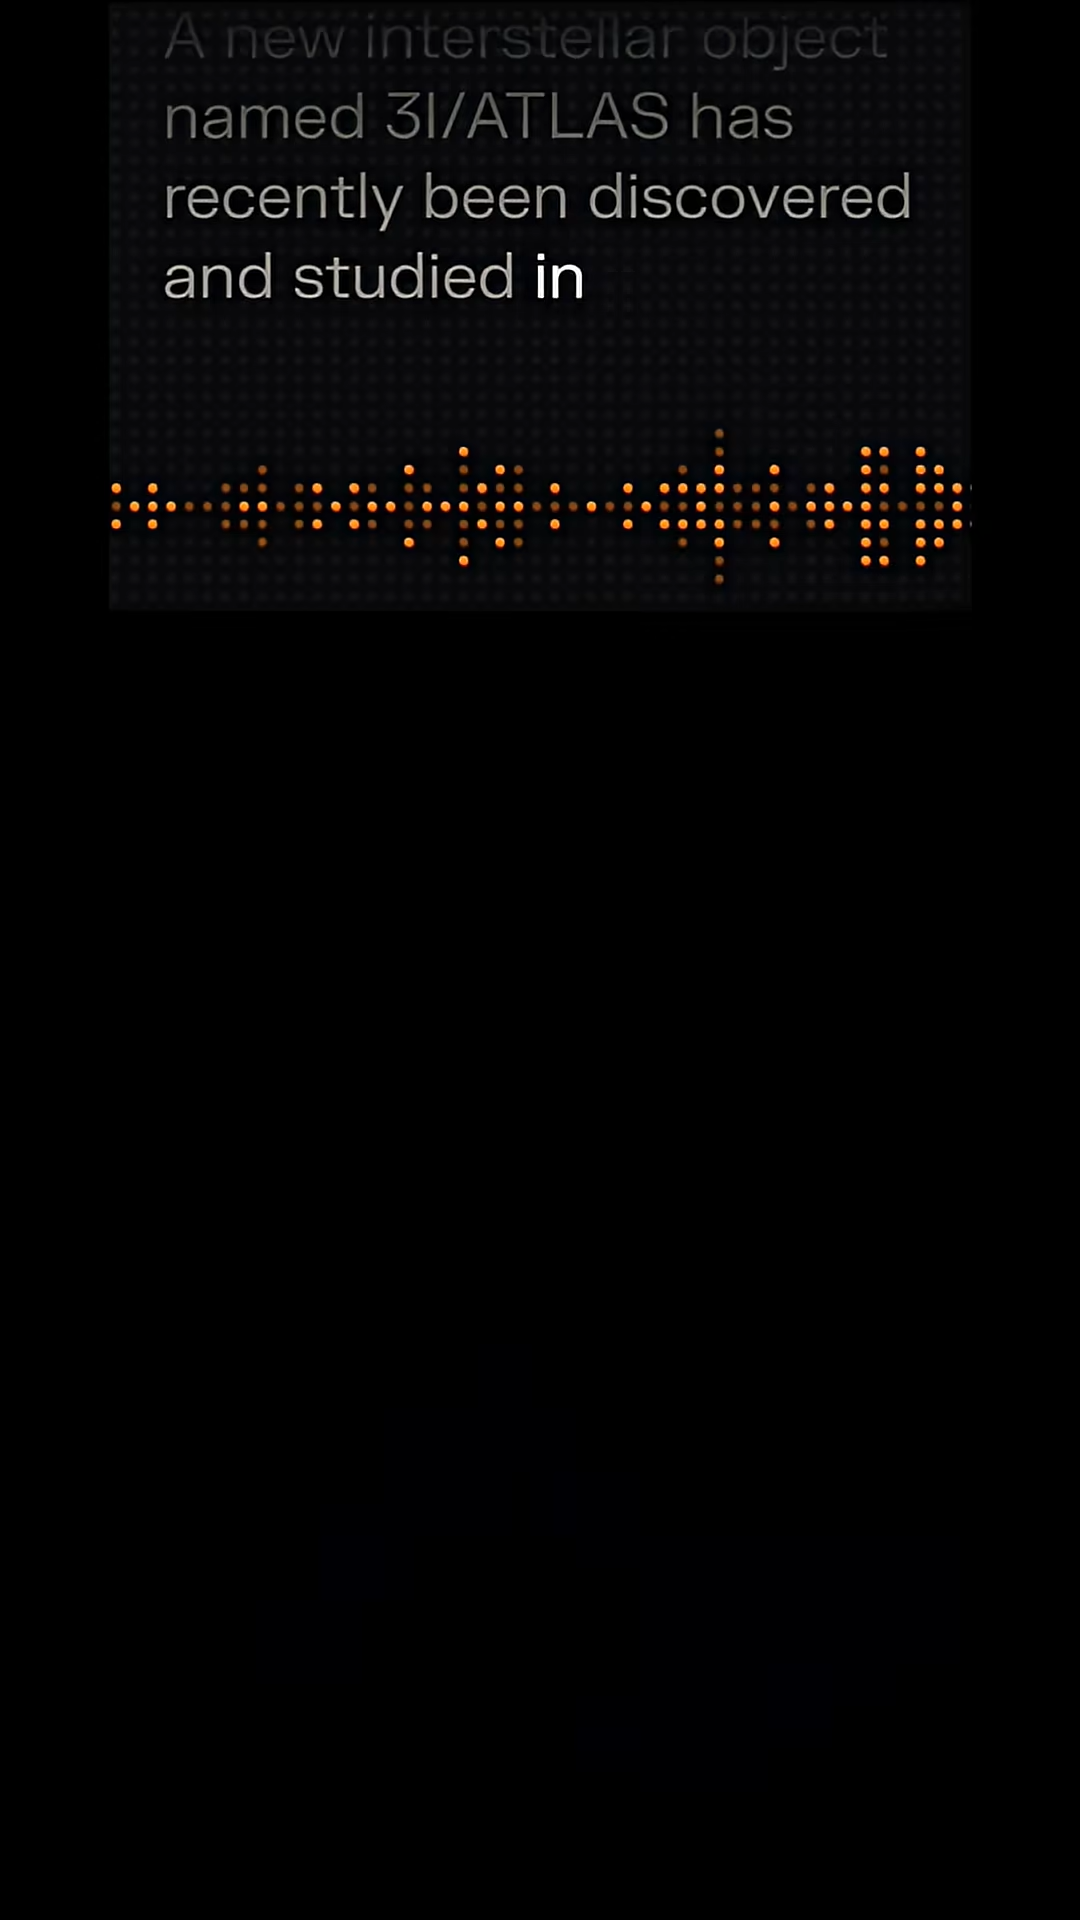 A new interstellar object
named 3I/ATLAS has
recently been discovered
and studied in